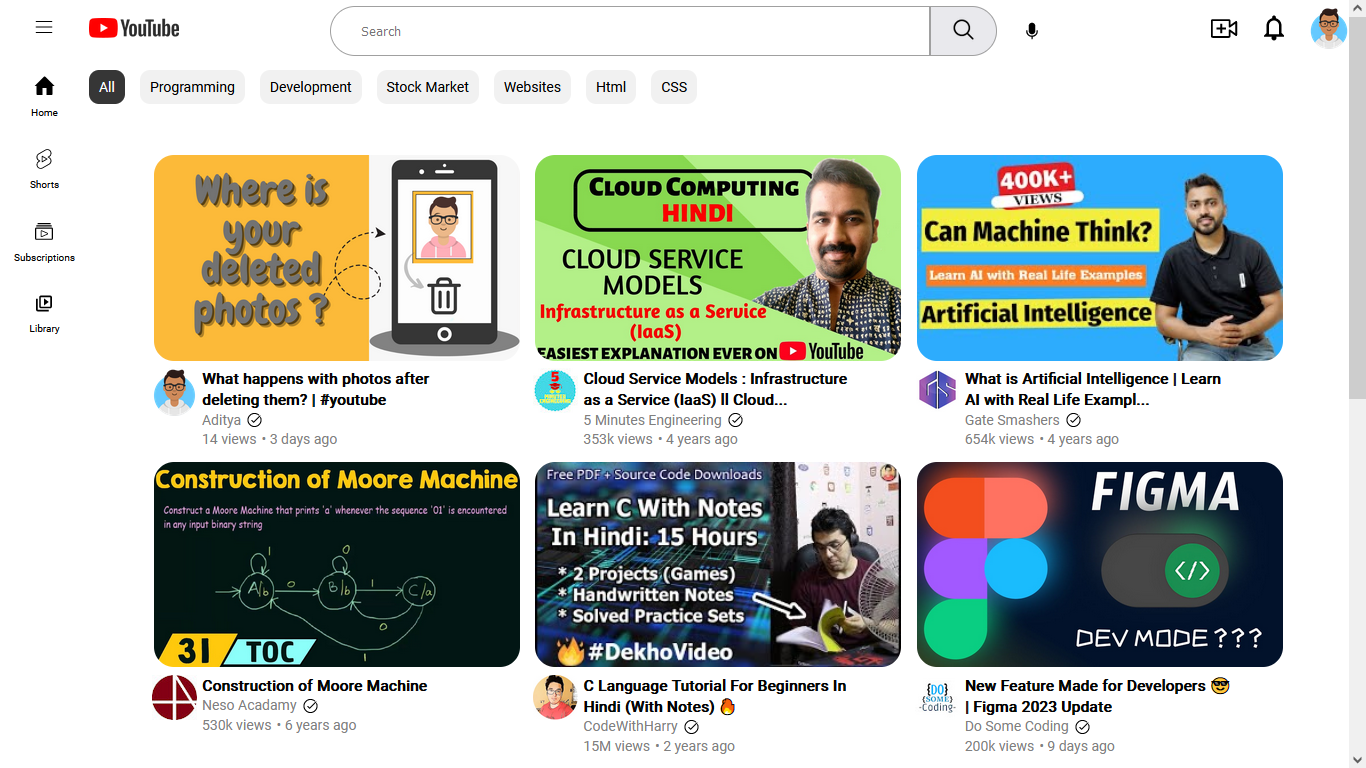 YouTube
Search
All
Programming
Development
Stock Market
Websites
Html
CSS
Home
Shorts
Subscriptions
Library
Where is
your
deleted
photos ?
What happens with photos after
deleting them? | #youtube
Aditya
14 views • 3 days ago
CLOUD COMPUTING
HINDI
CLOUD SERVICE
MODELS
Infrastructure as a Service
(IaaS)
EASIEST EXPLANATION EVER ON YouTube
5
MINUTES
ENGINEERING
Cloud Service Models : Infrastructure
as a Service (IaaS) ll Cloud...
5 Minutes Engineering
353k views • 4 years ago
400K+
VIEWS
Can Machine Think?
Learn AI with Real Life Examples
Artificial Intelligence
What is Artificial Intelligence | Learn
AI with Real Life Exampl...
Gate Smashers
654k views • 4 years ago
Construction of Moore Machine
Construct a Moore Machine that prints 'a' whenever the sequence '01' is encountered
in any input binary string
1
0
A/b
0
B/b
1
C/a
0
1
31 TOC
Construction of Moore Machine
Neso Acadamy
530k views • 6 years ago
Free PDF + Source Code Downloads
Learn C With Notes
In Hindi: 15 Hours
* 2 Projects (Games)
* Handwritten Notes
* Solved Practice Sets
#DekhoVideo
C Language Tutorial For Beginners In
Hindi (With Notes) 🔥
CodeWithHarry
15M views • 2 years ago
FIGMA
</>
DEV MODE ???
{DO}
SOME
-Coding-
New Feature Made for Developers 😎
| Figma 2023 Update
Do Some Coding
200k views • 9 days ago